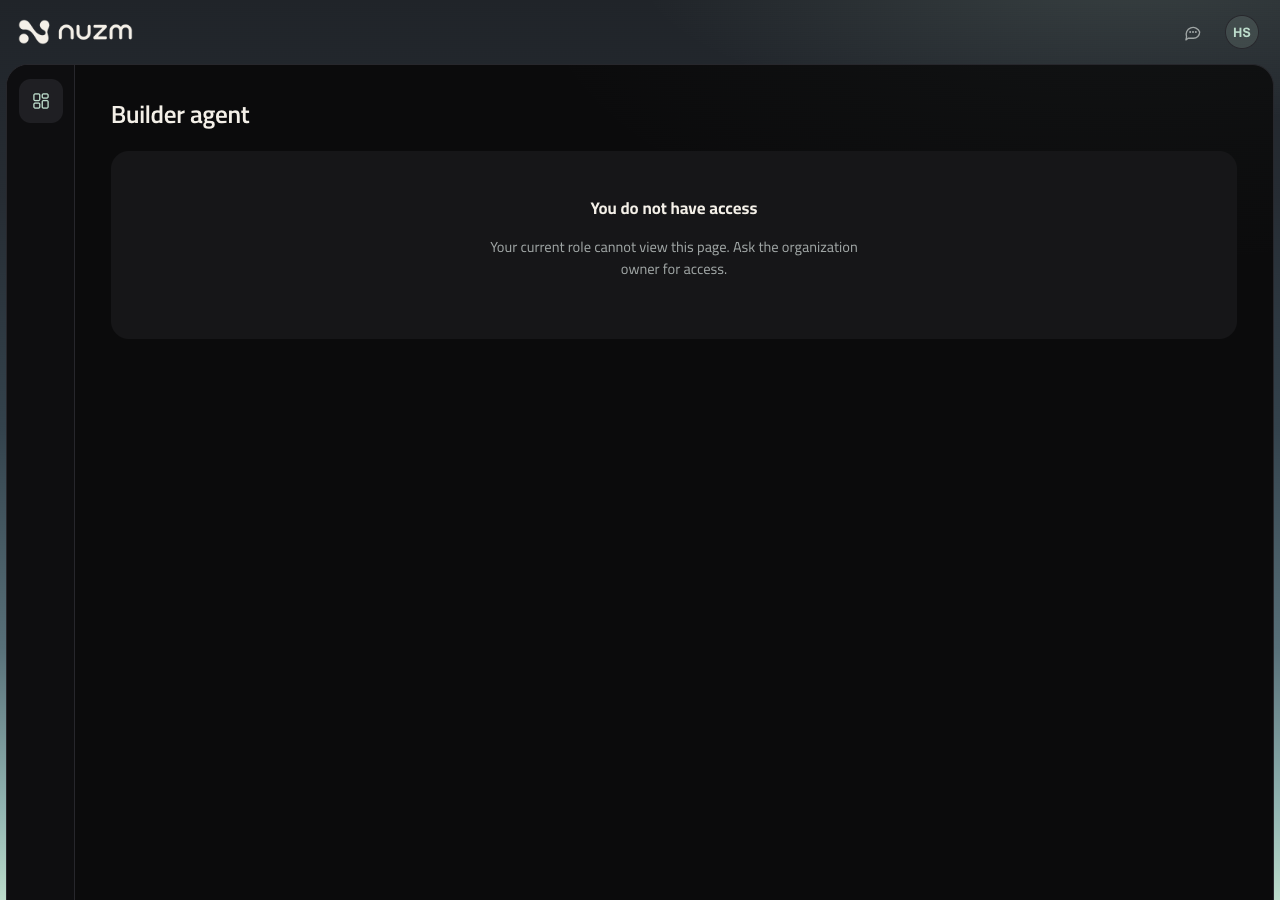 nuzm
HS
Builder agent
You do not have access
Your current role cannot view this page. Ask the organization
owner for access.